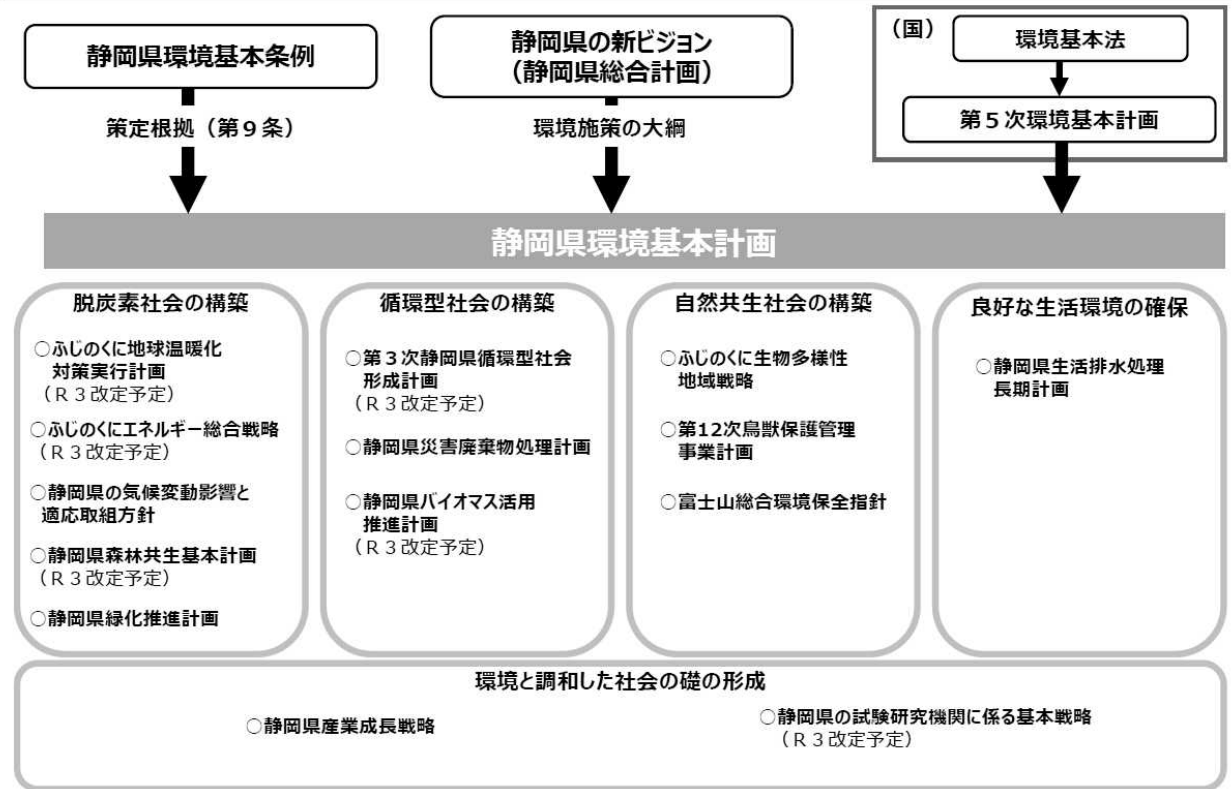 静岡県環境基本条例
静岡県の新ビジョン
（静岡県総合計画）
（国）
環境基本法
第５次環境基本計画
策定根拠（第９条）
環境施策の大綱
静岡県環境基本計画
脱炭素社会の構築
○ふじのくに地球温暖化
対策実行計画
（Ｒ３改定予定）
○ふじのくにエネルギー総合戦略
（Ｒ３改定予定）
○静岡県の気候変動影響と
適応取組方針
○静岡県森林共生基本計画
（Ｒ３改定予定）
○静岡県緑化推進計画
循環型社会の構築
○第３次静岡県循環型社会
形成計画
（Ｒ３改定予定）
○静岡県災害廃棄物処理計画
○静岡県バイオマス活用
推進計画
（Ｒ３改定予定）
自然共生社会の構築
○ふじのくに生物多様性
地域戦略
○第12次鳥獣保護管理
事業計画
○富士山総合環境保全指針
良好な生活環境の確保
○静岡県生活排水処理
長期計画
環境と調和した社会の礎の形成
○静岡県産業成長戦略
○静岡県の試験研究機関に係る基本戦略
（Ｒ３改定予定）